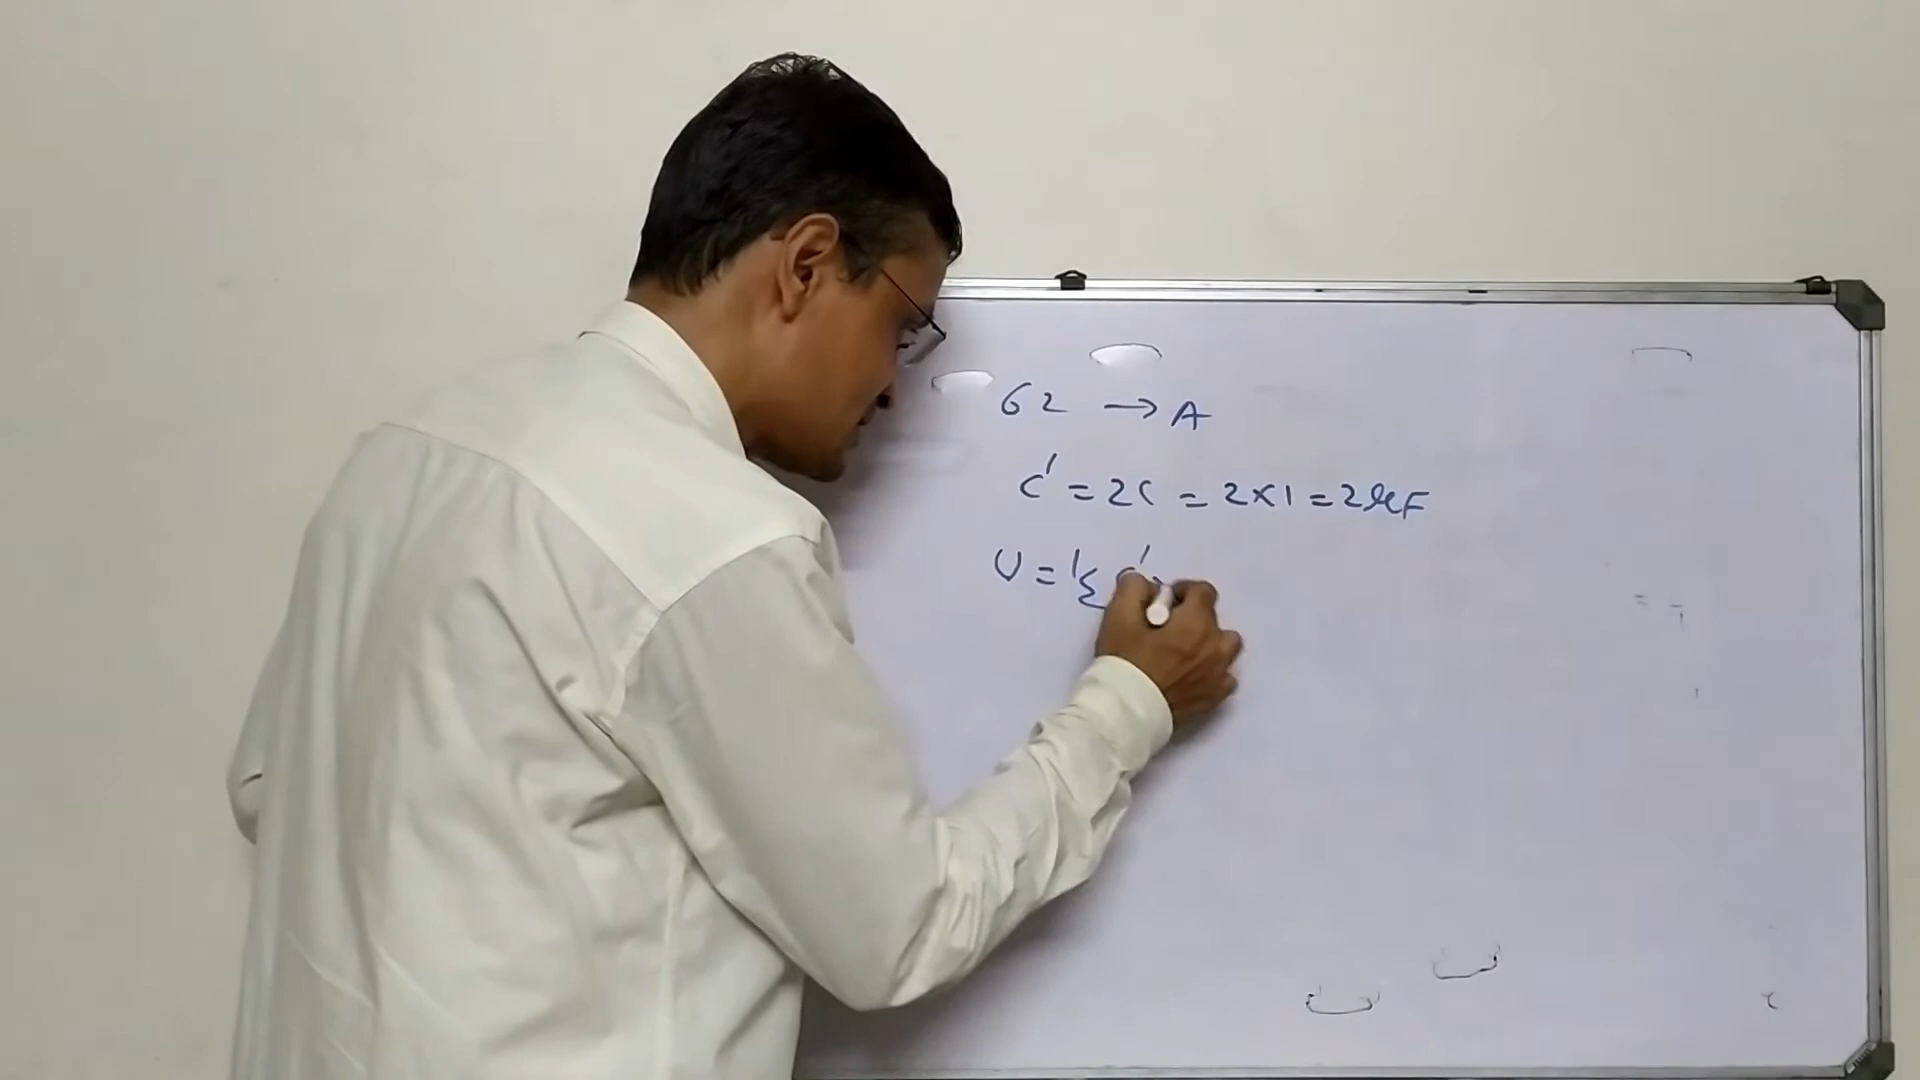 62 → A
C' = 2C = 2×1 = 2μF
U = ½ C'